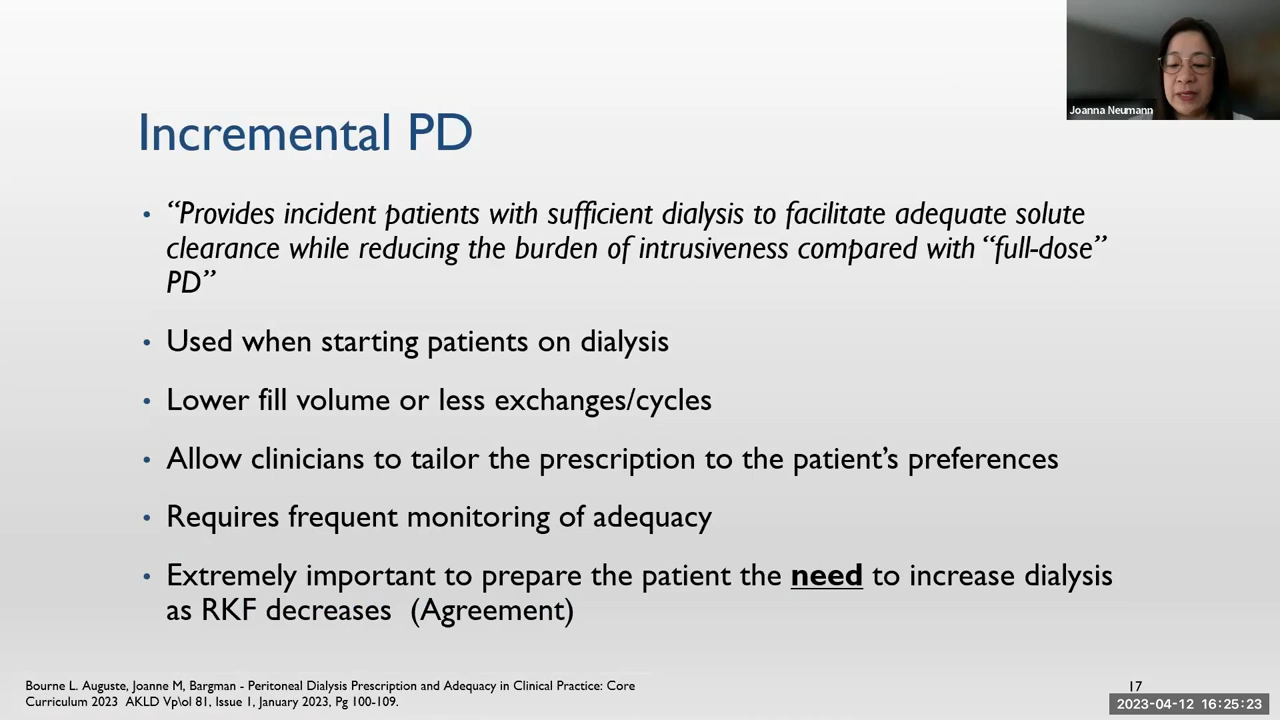 Joanna Neumann
Incremental PD
• “Provides incident patients with sufficient dialysis to facilitate adequate solute
clearance while reducing the burden of intrusiveness compared with “full-dose”
PD”
• Used when starting patients on dialysis
• Lower fill volume or less exchanges/cycles
• Allow clinicians to tailor the prescription to the patient’s preferences
• Requires frequent monitoring of adequacy
• Extremely important to prepare the patient the need to increase dialysis
as RKF decreases (Agreement)
Bourne L. Auguste, Joanne M, Bargman - Peritoneal Dialysis Prescription and Adequacy in Clinical Practice: Core
Curriculum 2023 AKLD Vp\ol 81, Issue 1, January 2023, Pg 100-109.
17
2023-04-12 16:25:23